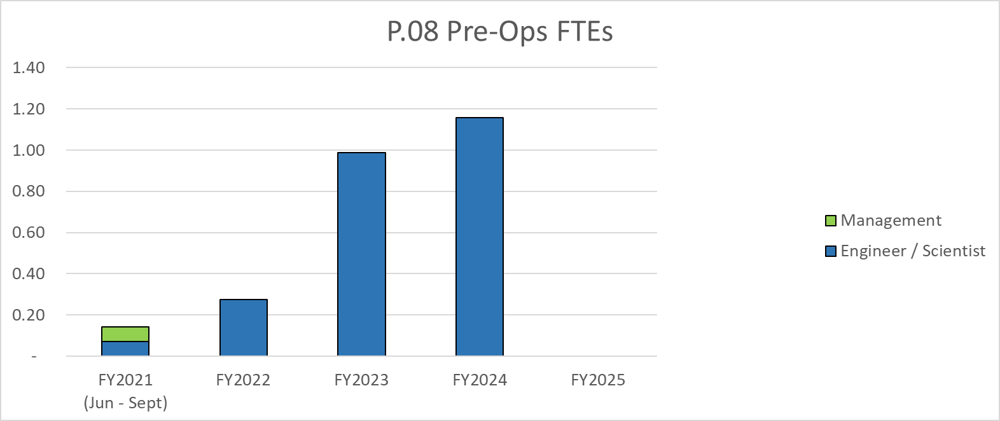 P.08 Pre-Ops FTEs
1.40
1.20
1.00
0.80
0.60
0.40
0.20
-
FY2021
(Jun - Sept)
FY2022
FY2023
FY2024
FY2025
Management
Engineer / Scientist